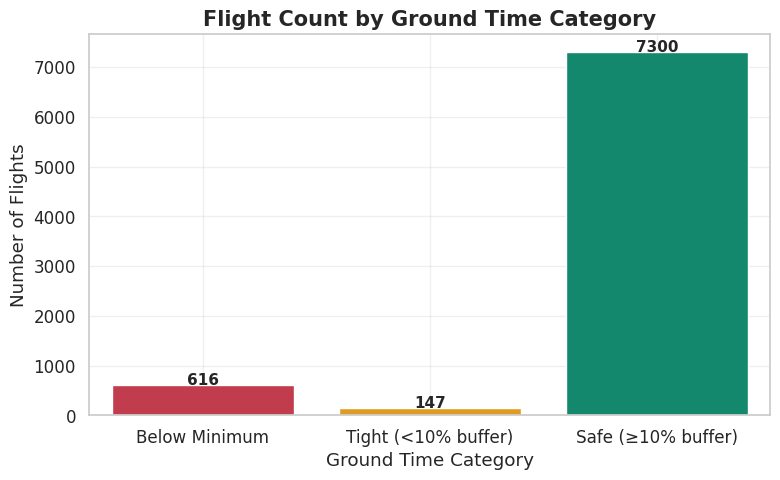 Flight Count by Ground Time Category
Number of Flights
7000
6000
5000
4000
3000
2000
1000
0
616
147
7300
Below Minimum
Tight (<10% buffer)
Safe (≥10% buffer)
Ground Time Category